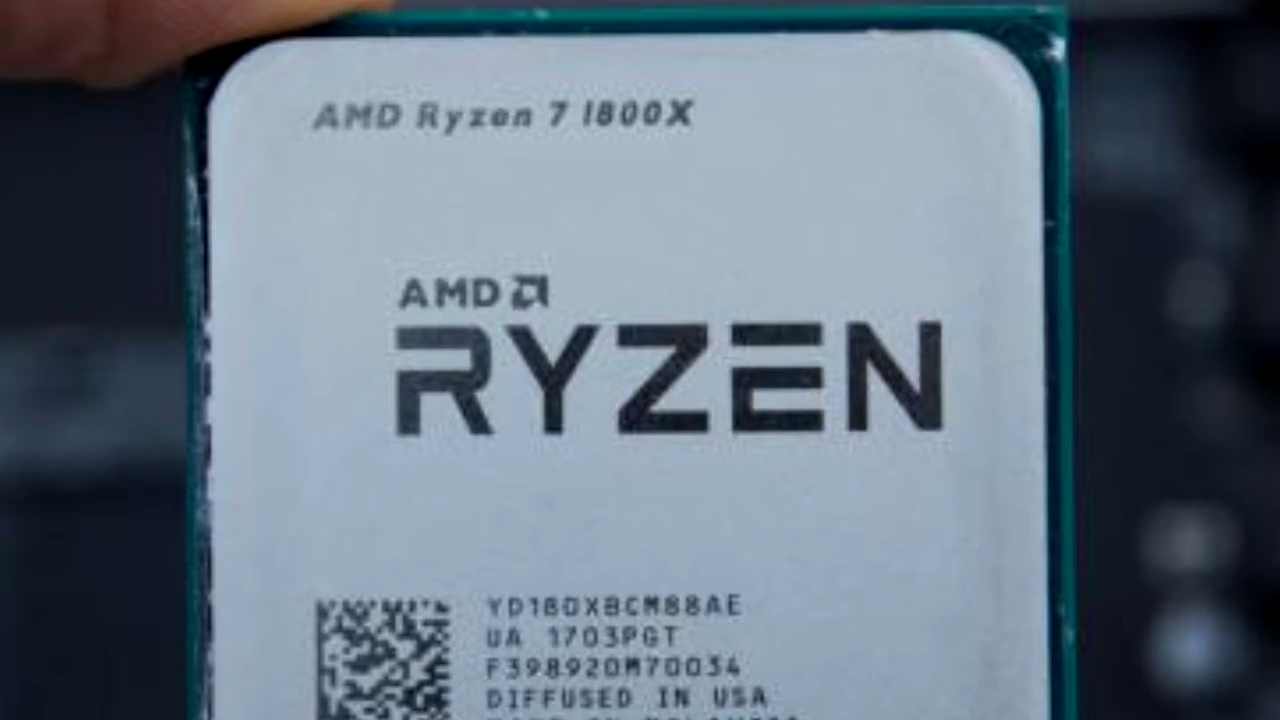 AMD Ryzen 7 1800X
AMD
RYZEN
YD180XBCM88AE
UA 1703PGT
F398920M70034
DIFFUSED IN USA